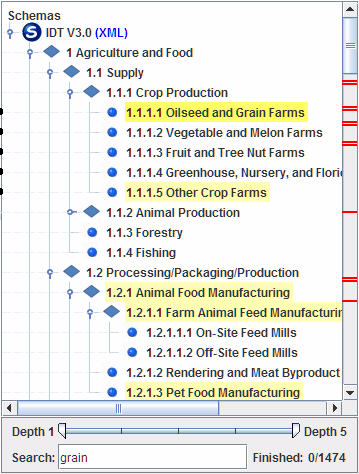 Schemas
S IDT V3.0 (XML)
1 Agriculture and Food
1.1 Supply
1.1.1 Crop Production
1.1.1.1 Oilseed and Grain Farms
1.1.1.2 Vegetable and Melon Farms
1.1.1.3 Fruit and Tree Nut Farms
1.1.1.4 Greenhouse, Nursery, and Floric
1.1.1.5 Other Crop Farms
1.1.2 Animal Production
1.1.3 Forestry
1.1.4 Fishing
1.2 Processing/Packaging/Production
1.2.1 Animal Food Manufacturing
1.2.1.1 Farm Animal Feed Manufacturin
1.2.1.1.1 On-Site Feed Mills
1.2.1.1.2 Off-Site Feed Mills
1.2.1.2 Rendering and Meat Byproduct
1.2.1.3 Pet Food Manufacturing
Depth 1 Depth 5
Search: grain Finished: 0/1474